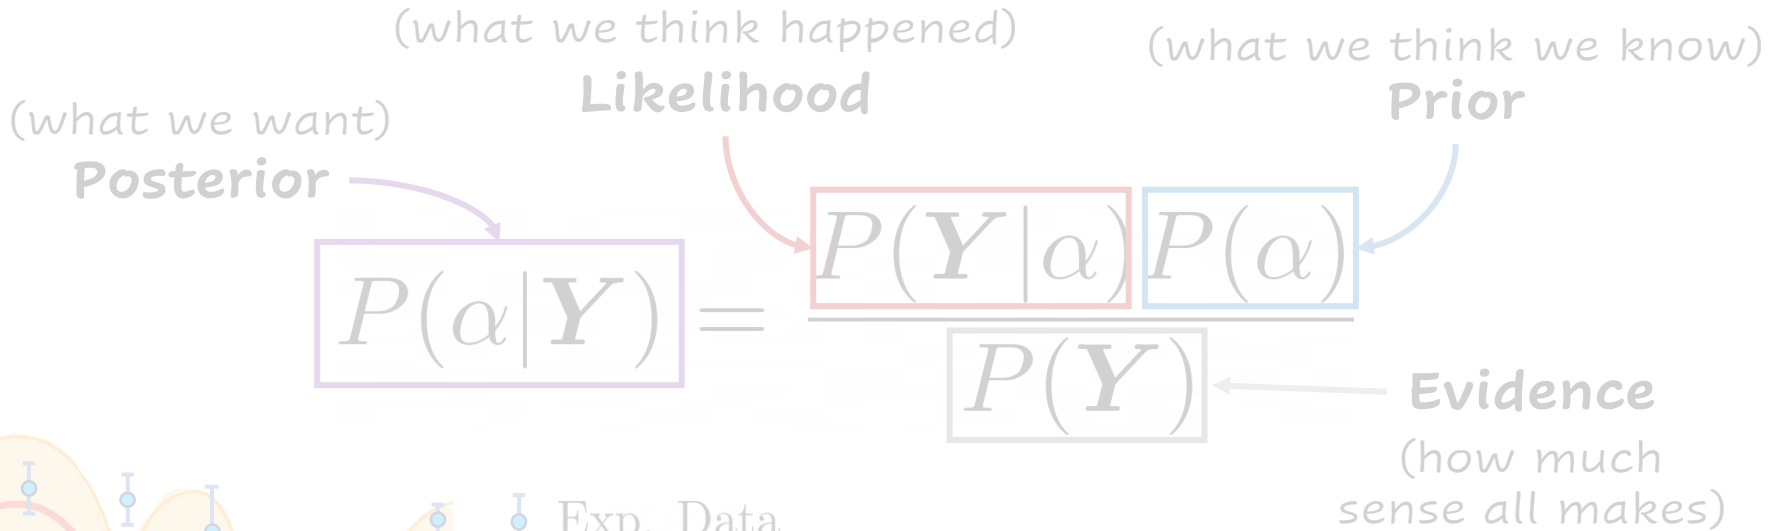 (what we think happened)
Likelihood
(what we think we know)
Prior
(what we want)
Posterior
P(α|Y) = P(Y|α) P(α)
P(Y)
Evidence
(how much
sense all makes)
Exp. Data